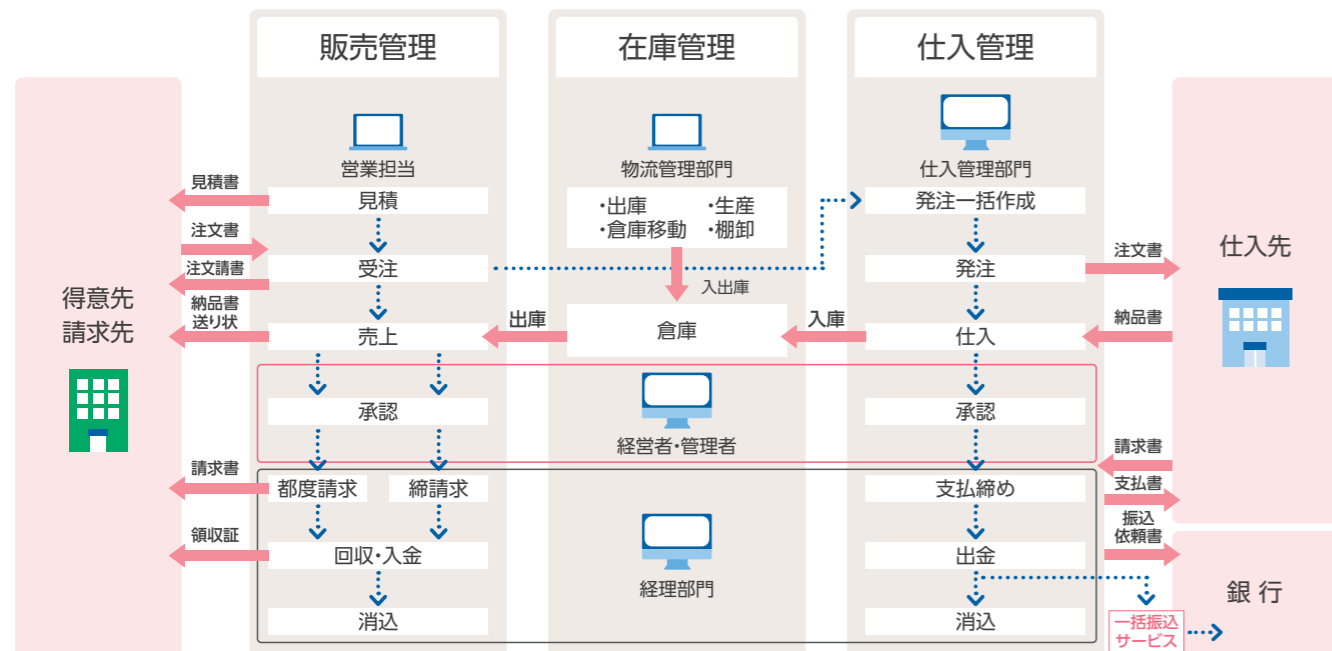 販売管理
在庫管理
仕入管理
営業担当
物流管理部門
仕入管理部門
見積書
見積
・出庫
・生産
・倉庫移動
・棚卸
発注一括作成
注文書
注文請書
受注
入出庫
発注
注文書
仕入先
得意先
請求先
納品書
送り状
売上
出庫
倉庫
入庫
仕入
納品書
承認
経営者・管理者
承認
請求書
都度請求
締請求
支払締め
請求書
支払書
領収証
回収・入金
経理部門
出金
振込
依頼書
銀行
消込
消込
一括振込
サービス